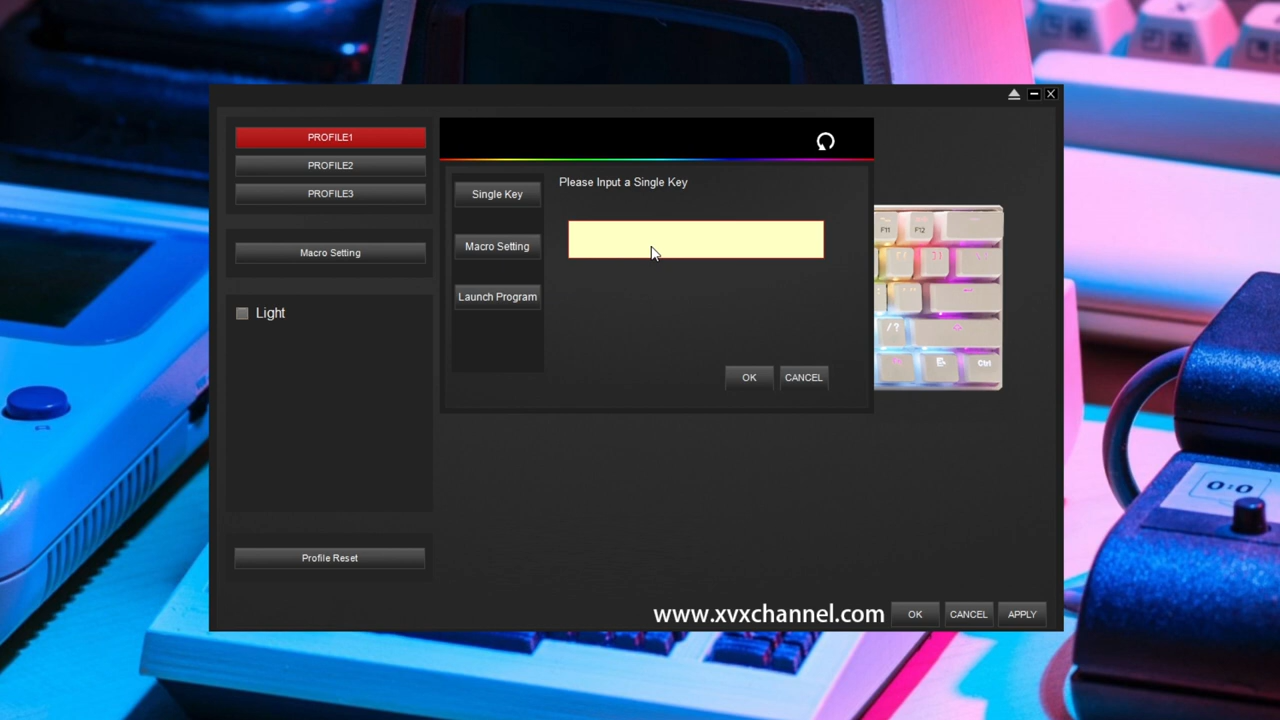 PROFILE1
PROFILE2
PROFILE3
Macro Setting
Light
Profile Reset
Single Key
Macro Setting
Launch Program
Please Input a Single Key
OK
CANCEL
F11
F12
/ ?
Ctrl
www.xvxchannel.com
OK
CANCEL
APPLY